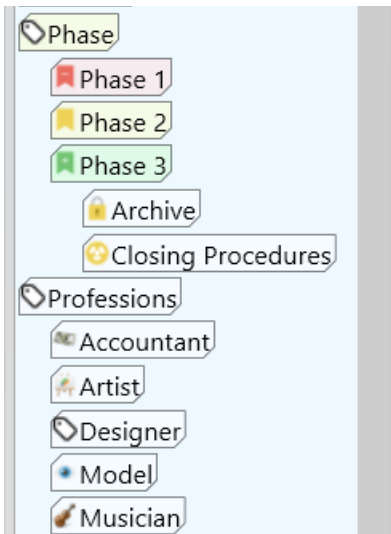 Phase
Phase 1
Phase 2
Phase 3
Archive
Closing Procedures
Professions
Accountant
Artist
Designer
Model
Musician